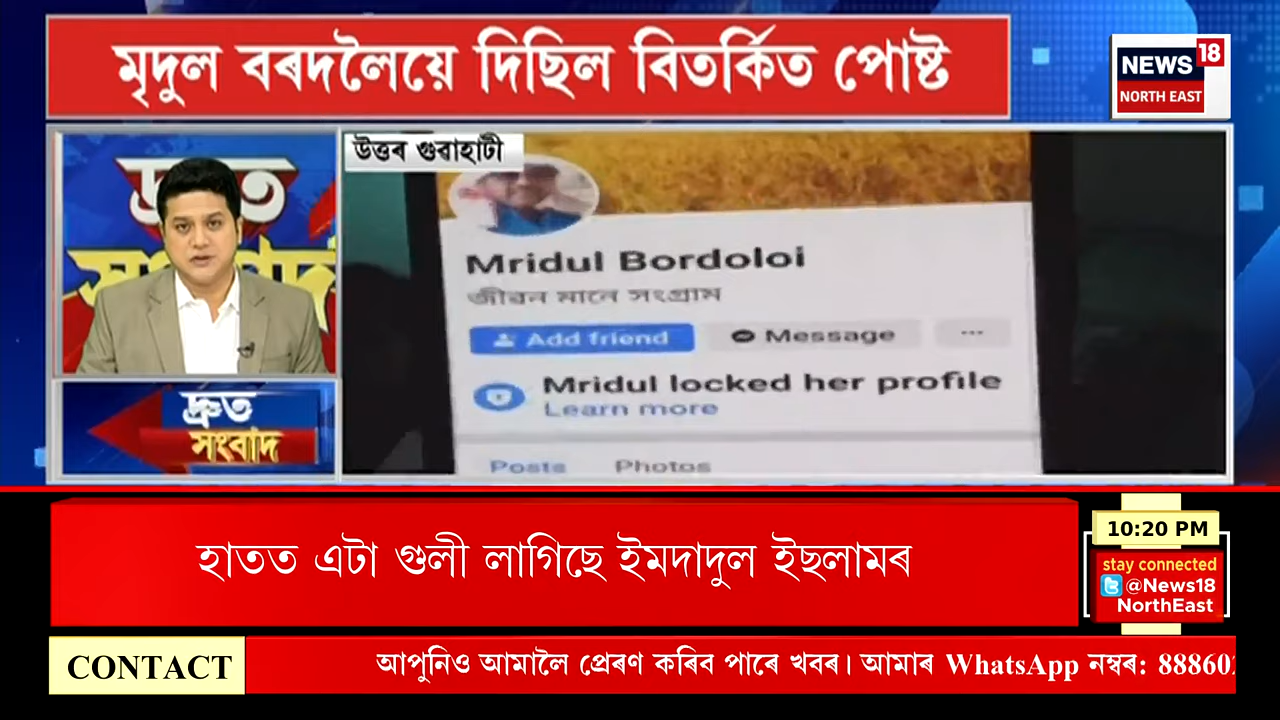 মৃদুল বৰদলৈয়ে দিছিল বিতৰ্কিত পোষ্ট
NEWS 18
NORTH EAST
উত্তৰ গুৱাহাটী
দ্ৰুত
Mridul Bordoloi
জীৱন মানে সংগ্ৰাম
Add friend
Message
...
Mridul locked her profile
Learn more
Posts
Photos
দ্ৰুত
সংবাদ
হাতত এটা গুলী লাগিছে ইমদাদুল ইছলামৰ
10:20 PM
stay connected
@News18
NorthEast
CONTACT
আপুনিও আমালৈ প্ৰেৰণ কৰিব পাৰে খবৰ। আমাৰ WhatsApp নম্বৰ: 88860